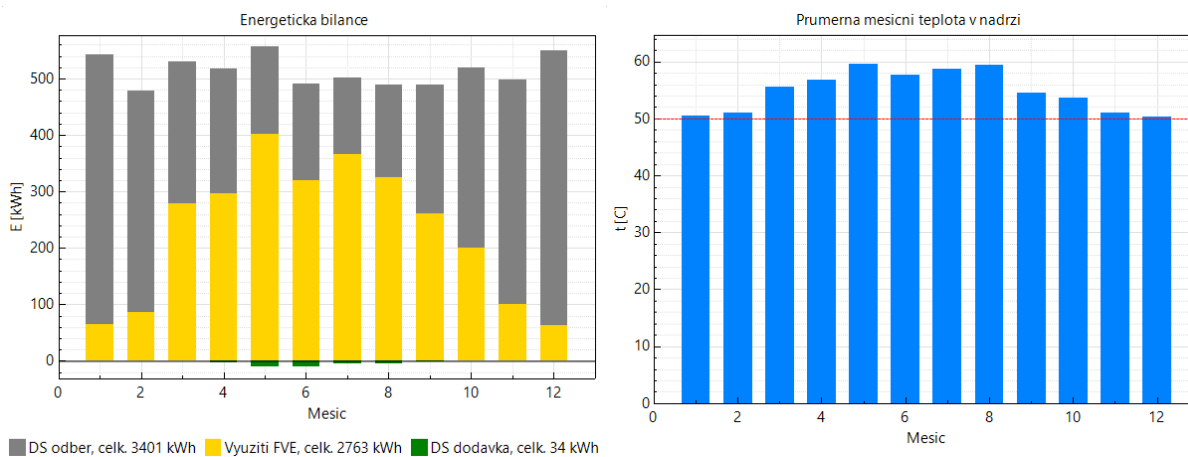 Energeticka bilance
E [kWh]
500
400
300
200
100
0
0 2 4 6 8 10 12
Mesic
DS odber, celk. 3401 kWh Vyuziti FVE, celk. 2763 kWh DS dodavka, celk. 34 kWh
Prumerna mesicni teplota v nadrzi
t [C]
60
50
40
30
20
10
0
0 2 4 6 8 10 12
Mesic